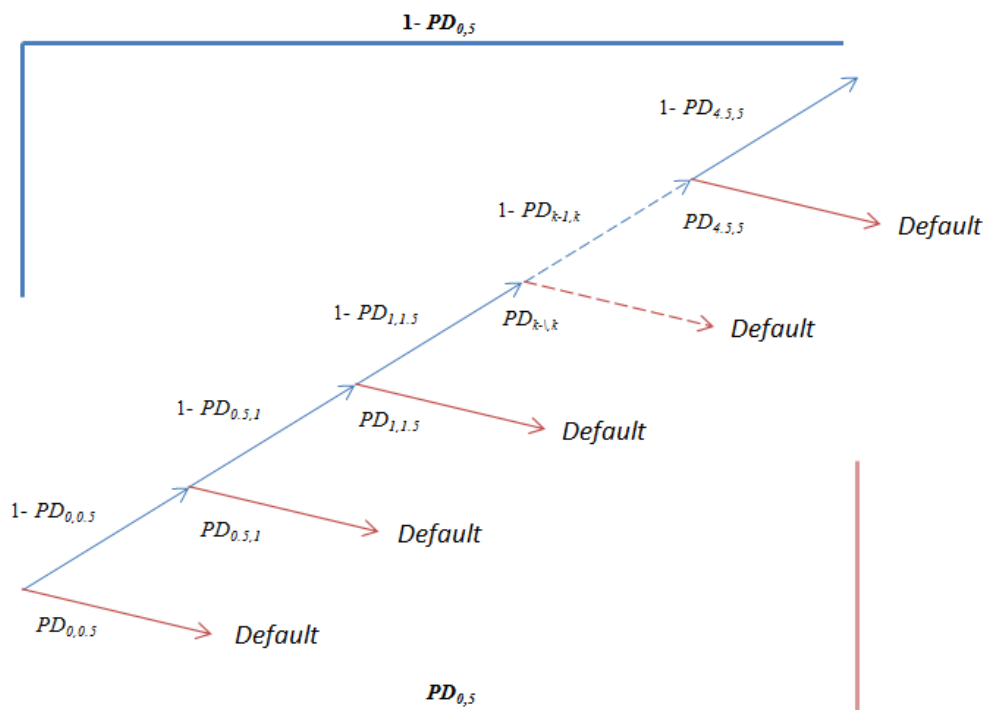 1- PD0,5
1- PD4.5,5
1- PDk-1,k
PD4.5,5
Default
1- PD1,1.5
PDk-\,k
Default
1- PD0.5,1
PD1,1.5
Default
1- PD0,0.5
PD0.5,1
Default
PD0,0.5
Default
PD0,5